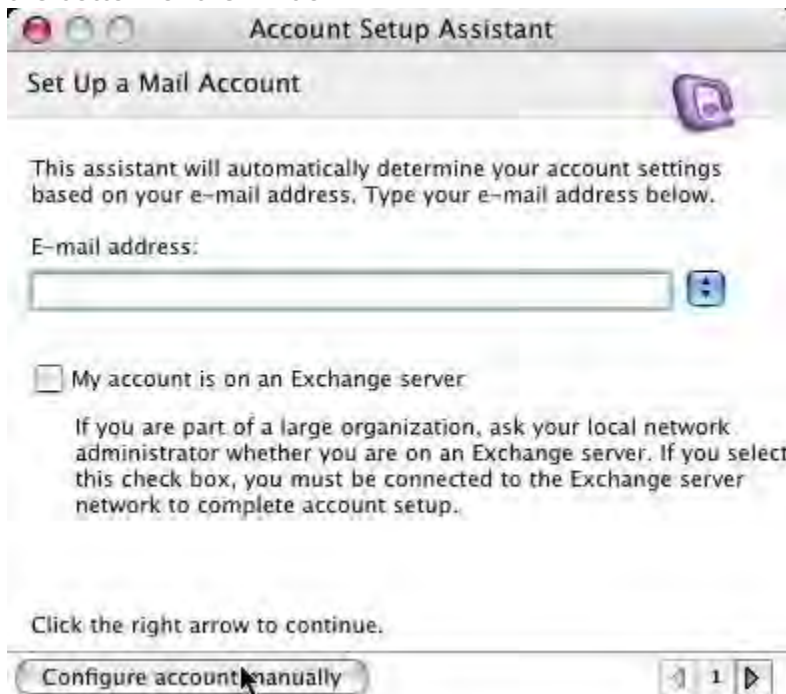 Account Setup Assistant
Set Up a Mail Account
This assistant will automatically determine your account settings
based on your e-mail address. Type your e-mail address below.
E-mail address:
My account is on an Exchange server
If you are part of a large organization, ask your local network
administrator whether you are on an Exchange server. If you select
this check box, you must be connected to the Exchange server
network to complete account setup.
Click the right arrow to continue.
Configure account manually
1